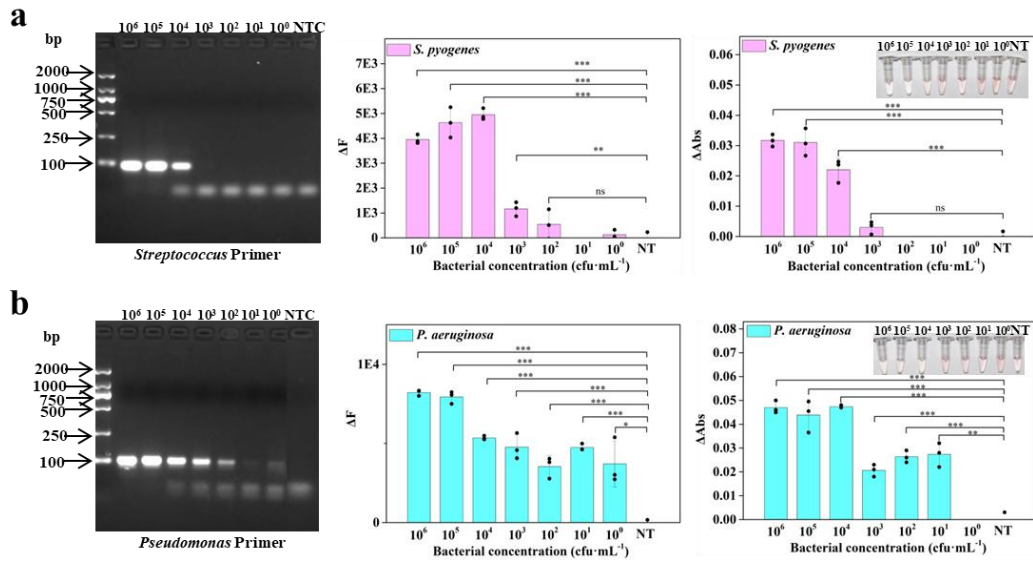 a
10⁶ 10⁵ 10⁴ 10³ 10² 10¹ 10⁰ NTC
bp
2000
1000
750
500
250
100
Streptococcus Primer
S. pyogenes
7E3
6E3
5E3
4E3
3E3
2E3
1E3
0
ΔF
***
***
***
**
ns
10⁶ 10⁵ 10⁴ 10³ 10² 10¹ 10⁰ NT
Bacterial concentration (cfu·mL⁻¹)
S. pyogenes
10⁶ 10⁵ 10⁴ 10³ 10² 10¹ 10⁰ NT
0.06
0.05
0.04
0.03
0.02
0.01
0.00
ΔAbs
***
***
***
ns
10⁶ 10⁵ 10⁴ 10³ 10² 10¹ 10⁰ NT
Bacterial concentration (cfu·mL⁻¹)
b
10⁶ 10⁵ 10⁴ 10³ 10² 10¹ 10⁰ NTC
bp
2000
1000
750
500
250
100
Pseudomonas Primer
P. aeruginosa
1E4
0
ΔF
***
***
***
***
***
***
*
10⁶ 10⁵ 10⁴ 10³ 10² 10¹ 10⁰ NT
Bacterial concentration (cfu·mL⁻¹)
P. aeruginosa
10⁶ 10⁵ 10⁴ 10³ 10² 10¹ 10⁰ NT
0.08
0.07
0.06
0.05
0.04
0.03
0.02
0.01
0.00
ΔAbs
***
***
***
***
***
**
10⁶ 10⁵ 10⁴ 10³ 10² 10¹ 10⁰ NT
Bacterial concentration (cfu·mL⁻¹)